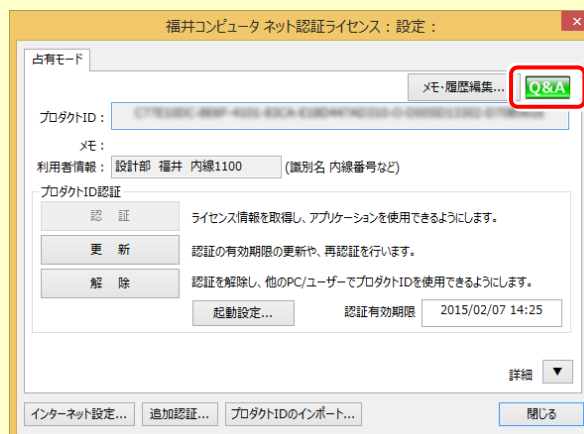 福井コンピュータ ネット認証ライセンス：設定：
占有モード
メモ・履歴編集... Q&A
プロダクトID：
メモ：
利用者情報： 設計部 福井 内線1100 (識別名 内線番号など)
プロダクトID認証
認 証 ライセンス情報を取得し、アプリケーションを使用できるようにします。
更 新 認証の有効期限の更新や、再認証を行います。
解 除 認証を解除し、他のPC/ユーザーでプロダクトIDを使用できるようにします。
起動設定... 認証有効期限 2015/02/07 14:25
詳細 ▼
インターネット設定... 追加認証... プロダクトIDのインポート... 閉じる